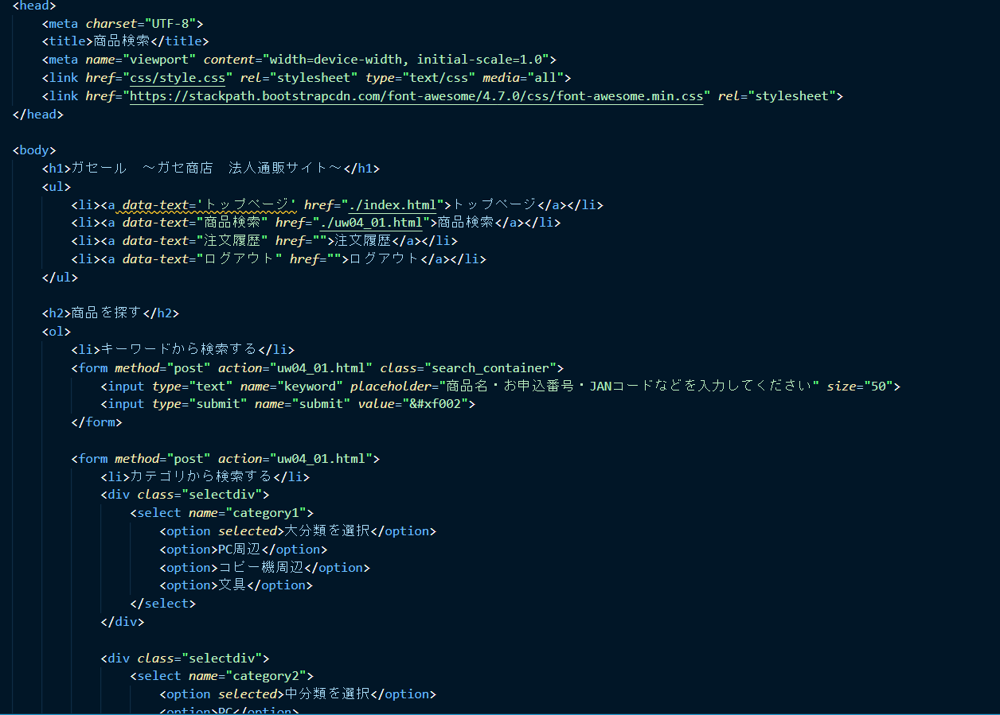 <head>
<meta charset="UTF-8">
<title>商品検索</title>
<meta name="viewport" content="width=device-width, initial-scale=1.0">
<link href="css/style.css" rel="stylesheet" type="text/css" media="all">
<link href="https://stackpath.bootstrapcdn.com/font-awesome/4.7.0/css/font-awesome.min.css" rel="stylesheet">
</head>
<body>
<h1>ガセール　～ガセ商店　法人通販サイト～</h1>
<ul>
<li><a data-text='トップページ' href="./index.html">トップページ</a></li>
<li><a data-text="商品検索" href="./uw04_01.html">商品検索</a></li>
<li><a data-text="注文履歴" href="">注文履歴</a></li>
<li><a data-text="ログアウト" href="">ログアウト</a></li>
</ul>
<h2>商品を探す</h2>
<ol>
<li>キーワードから検索する</li>
<form method="post" action="uw04_01.html" class="search_container">
<input type="text" name="keyword" placeholder="商品名・お申込番号・JANコードなどを入力してください" size="50">
<input type="submit" name="submit" value="&#xf002">
</form>
<form method="post" action="uw04_01.html">
<li>カテゴリから検索する</li>
<div class="selectdiv">
<select name="category1">
<option selected>大分類を選択</option>
<option>PC周辺</option>
<option>コピー機周辺</option>
<option>文具</option>
</select>
</div>
<div class="selectdiv">
<select name="category2">
<option selected>中分類を選択</option>
<option>PC</option>